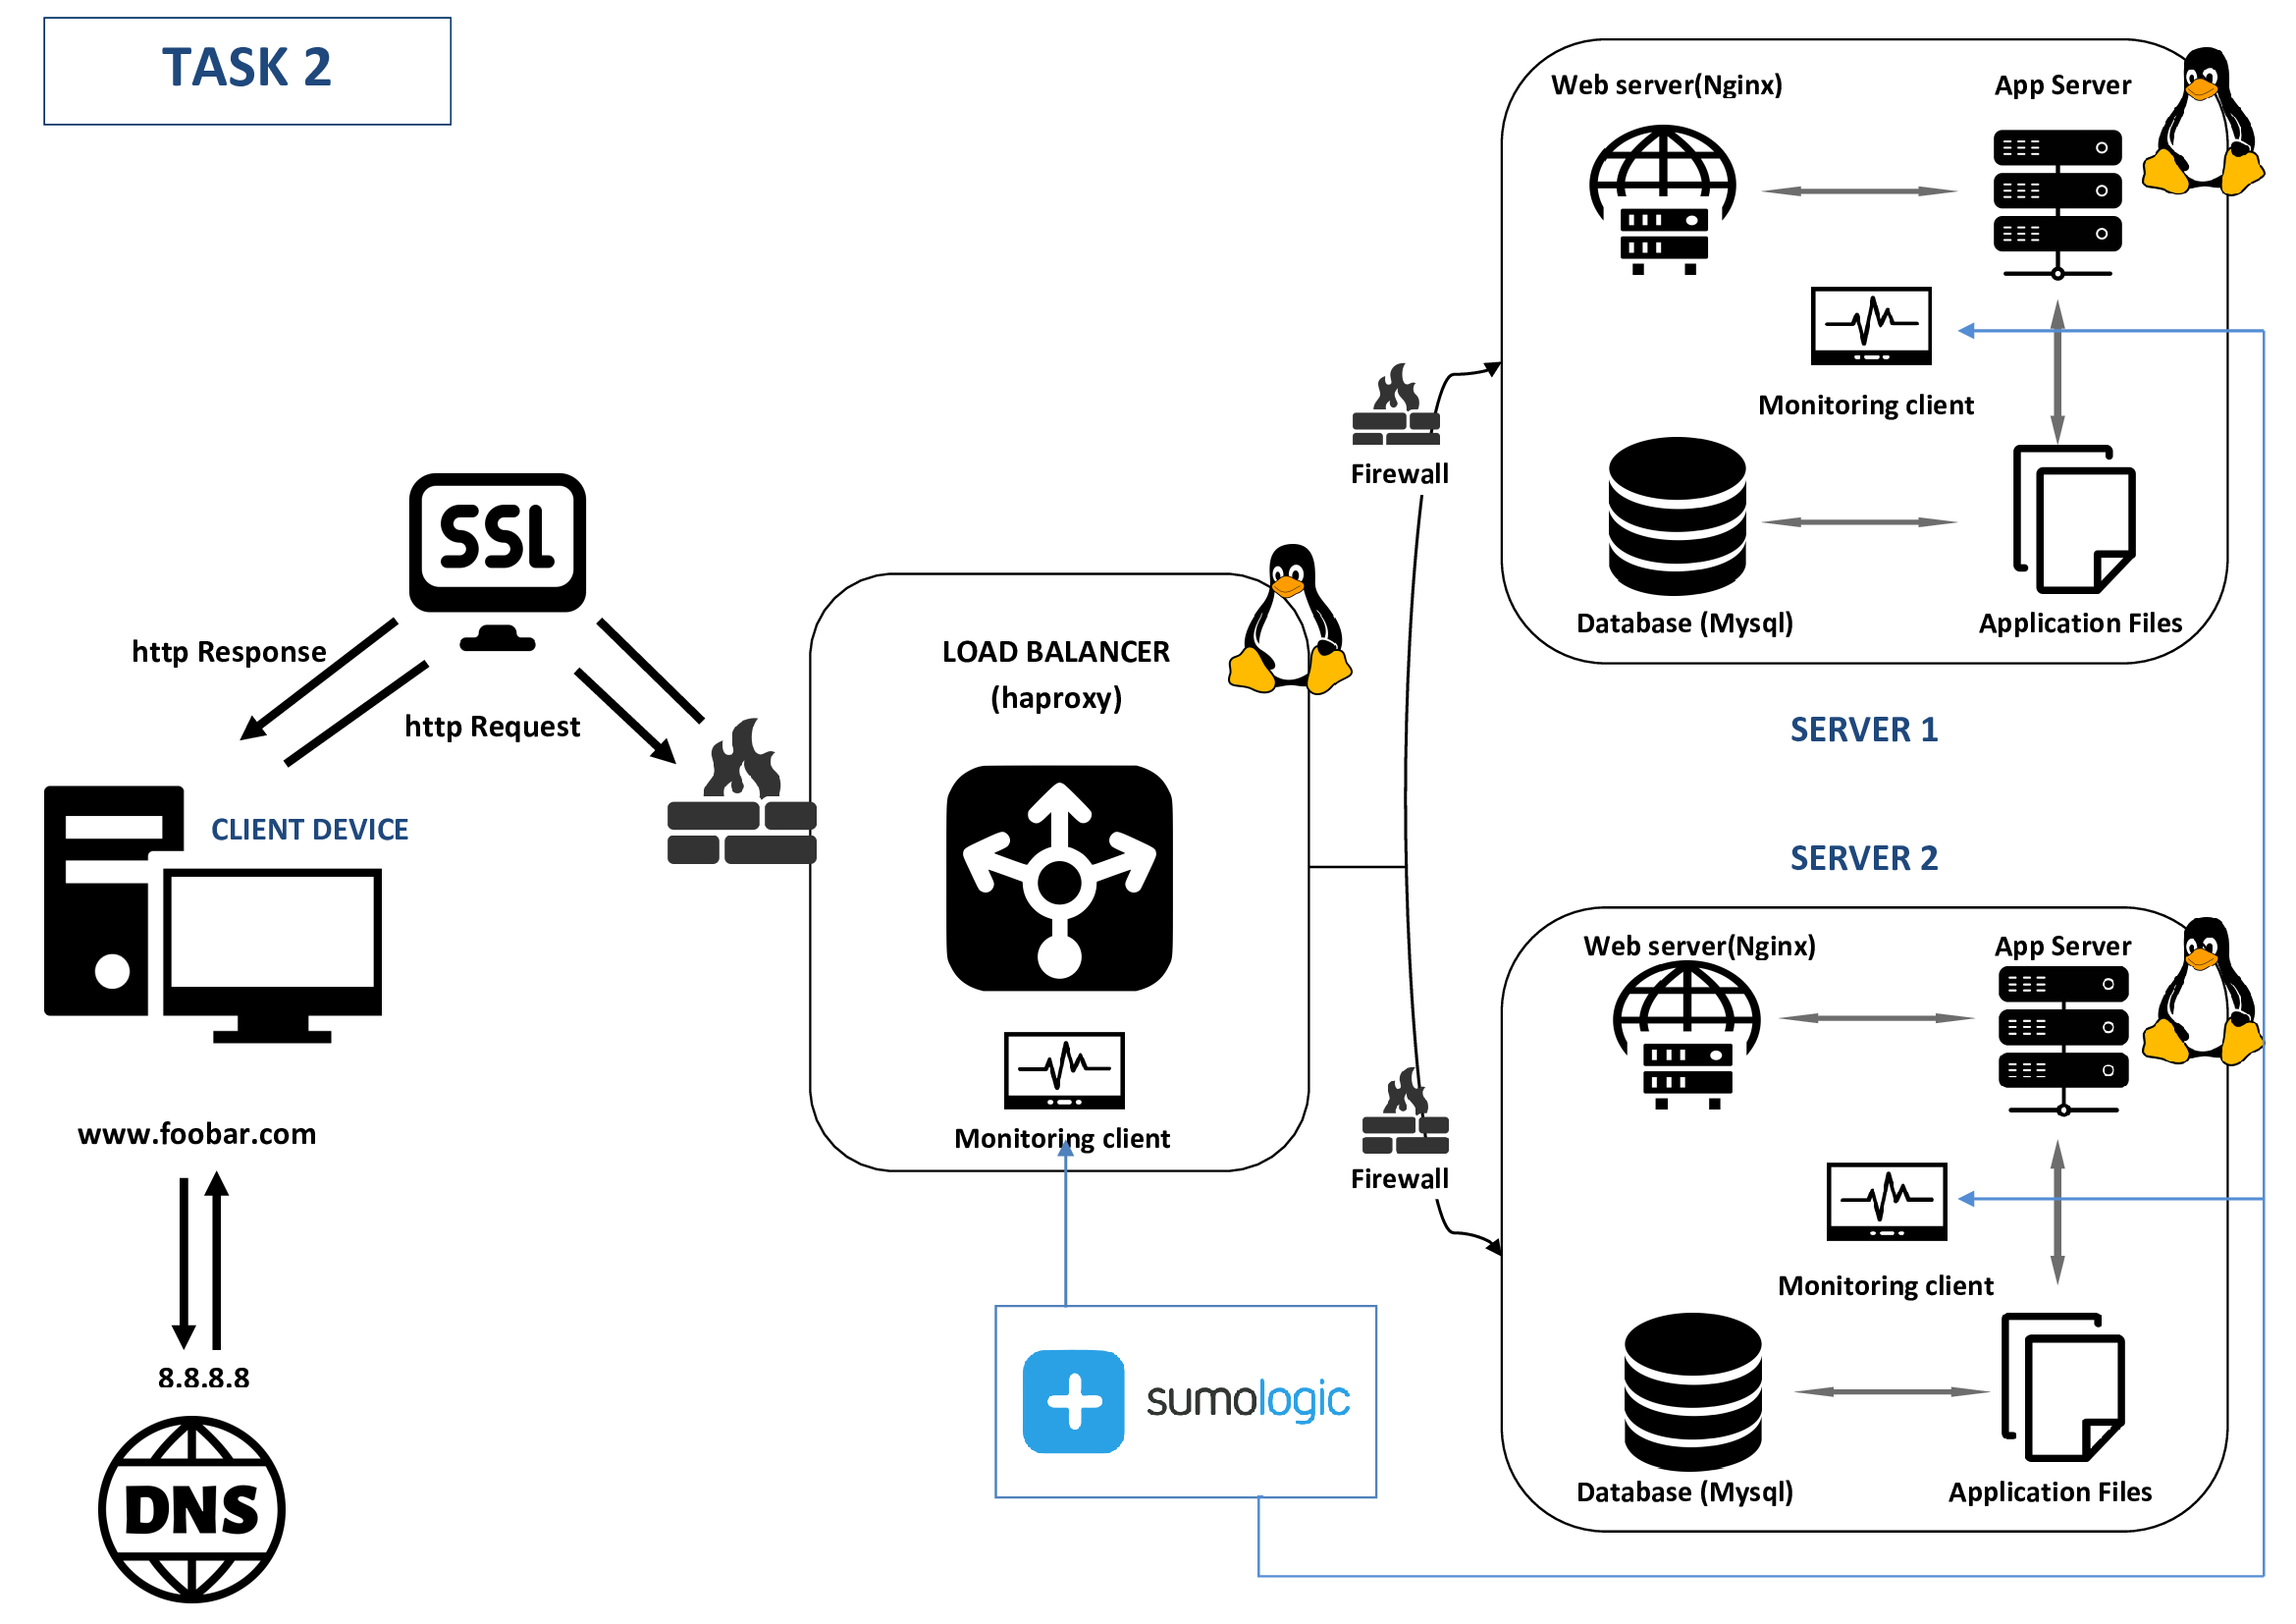 TASK 2
Web server(Nginx)
App Server
Monitoring client
Firewall
Database (Mysql)
Application Files
SERVER 1
SSL
http Response
http Request
CLIENT DEVICE
www.foobar.com
8.8.8.8
DNS
LOAD BALANCER
(haproxy)
Monitoring client
sumologic
SERVER 2
Web server(Nginx)
App Server
Firewall
Monitoring client
Database (Mysql)
Application Files